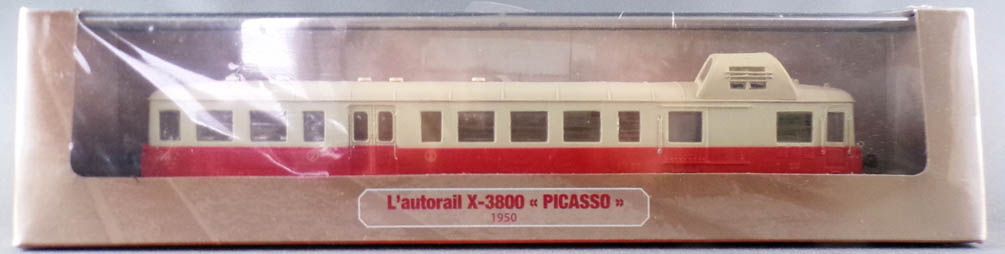 L'autorail X-3800 « PICASSO »
1950